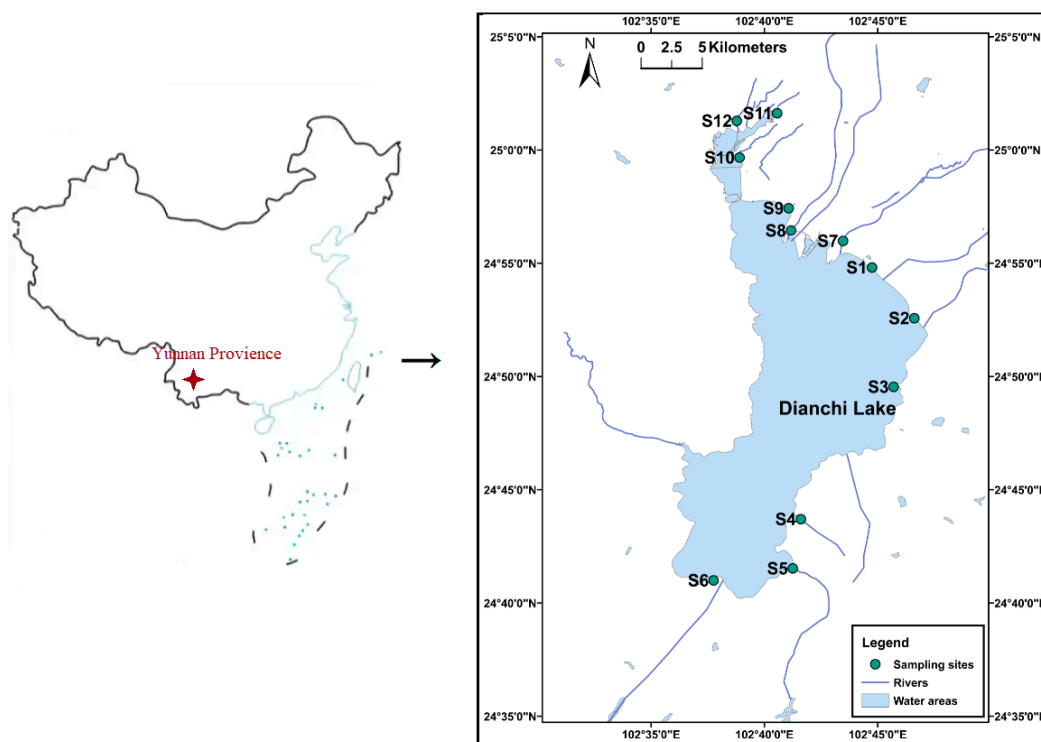 Yunnan Provience
102°35'0"E 102°40'0"E 102°45'0"E
25°5'0"N 25°5'0"N
N
0 2.5 5 Kilometers
S12 S11
25°0'0"N 25°0'0"N
S10
S9
S8 S7
24°55'0"N 24°55'0"N
S1
S2
24°50'0"N 24°50'0"N
S3
Dianchi Lake
24°45'0"N 24°45'0"N
S4
S5
S6
24°40'0"N 24°40'0"N
Legend
Sampling sites
Rivers
Water areas
24°35'0"N 24°35'0"N
102°35'0"E 102°40'0"E 102°45'0"E